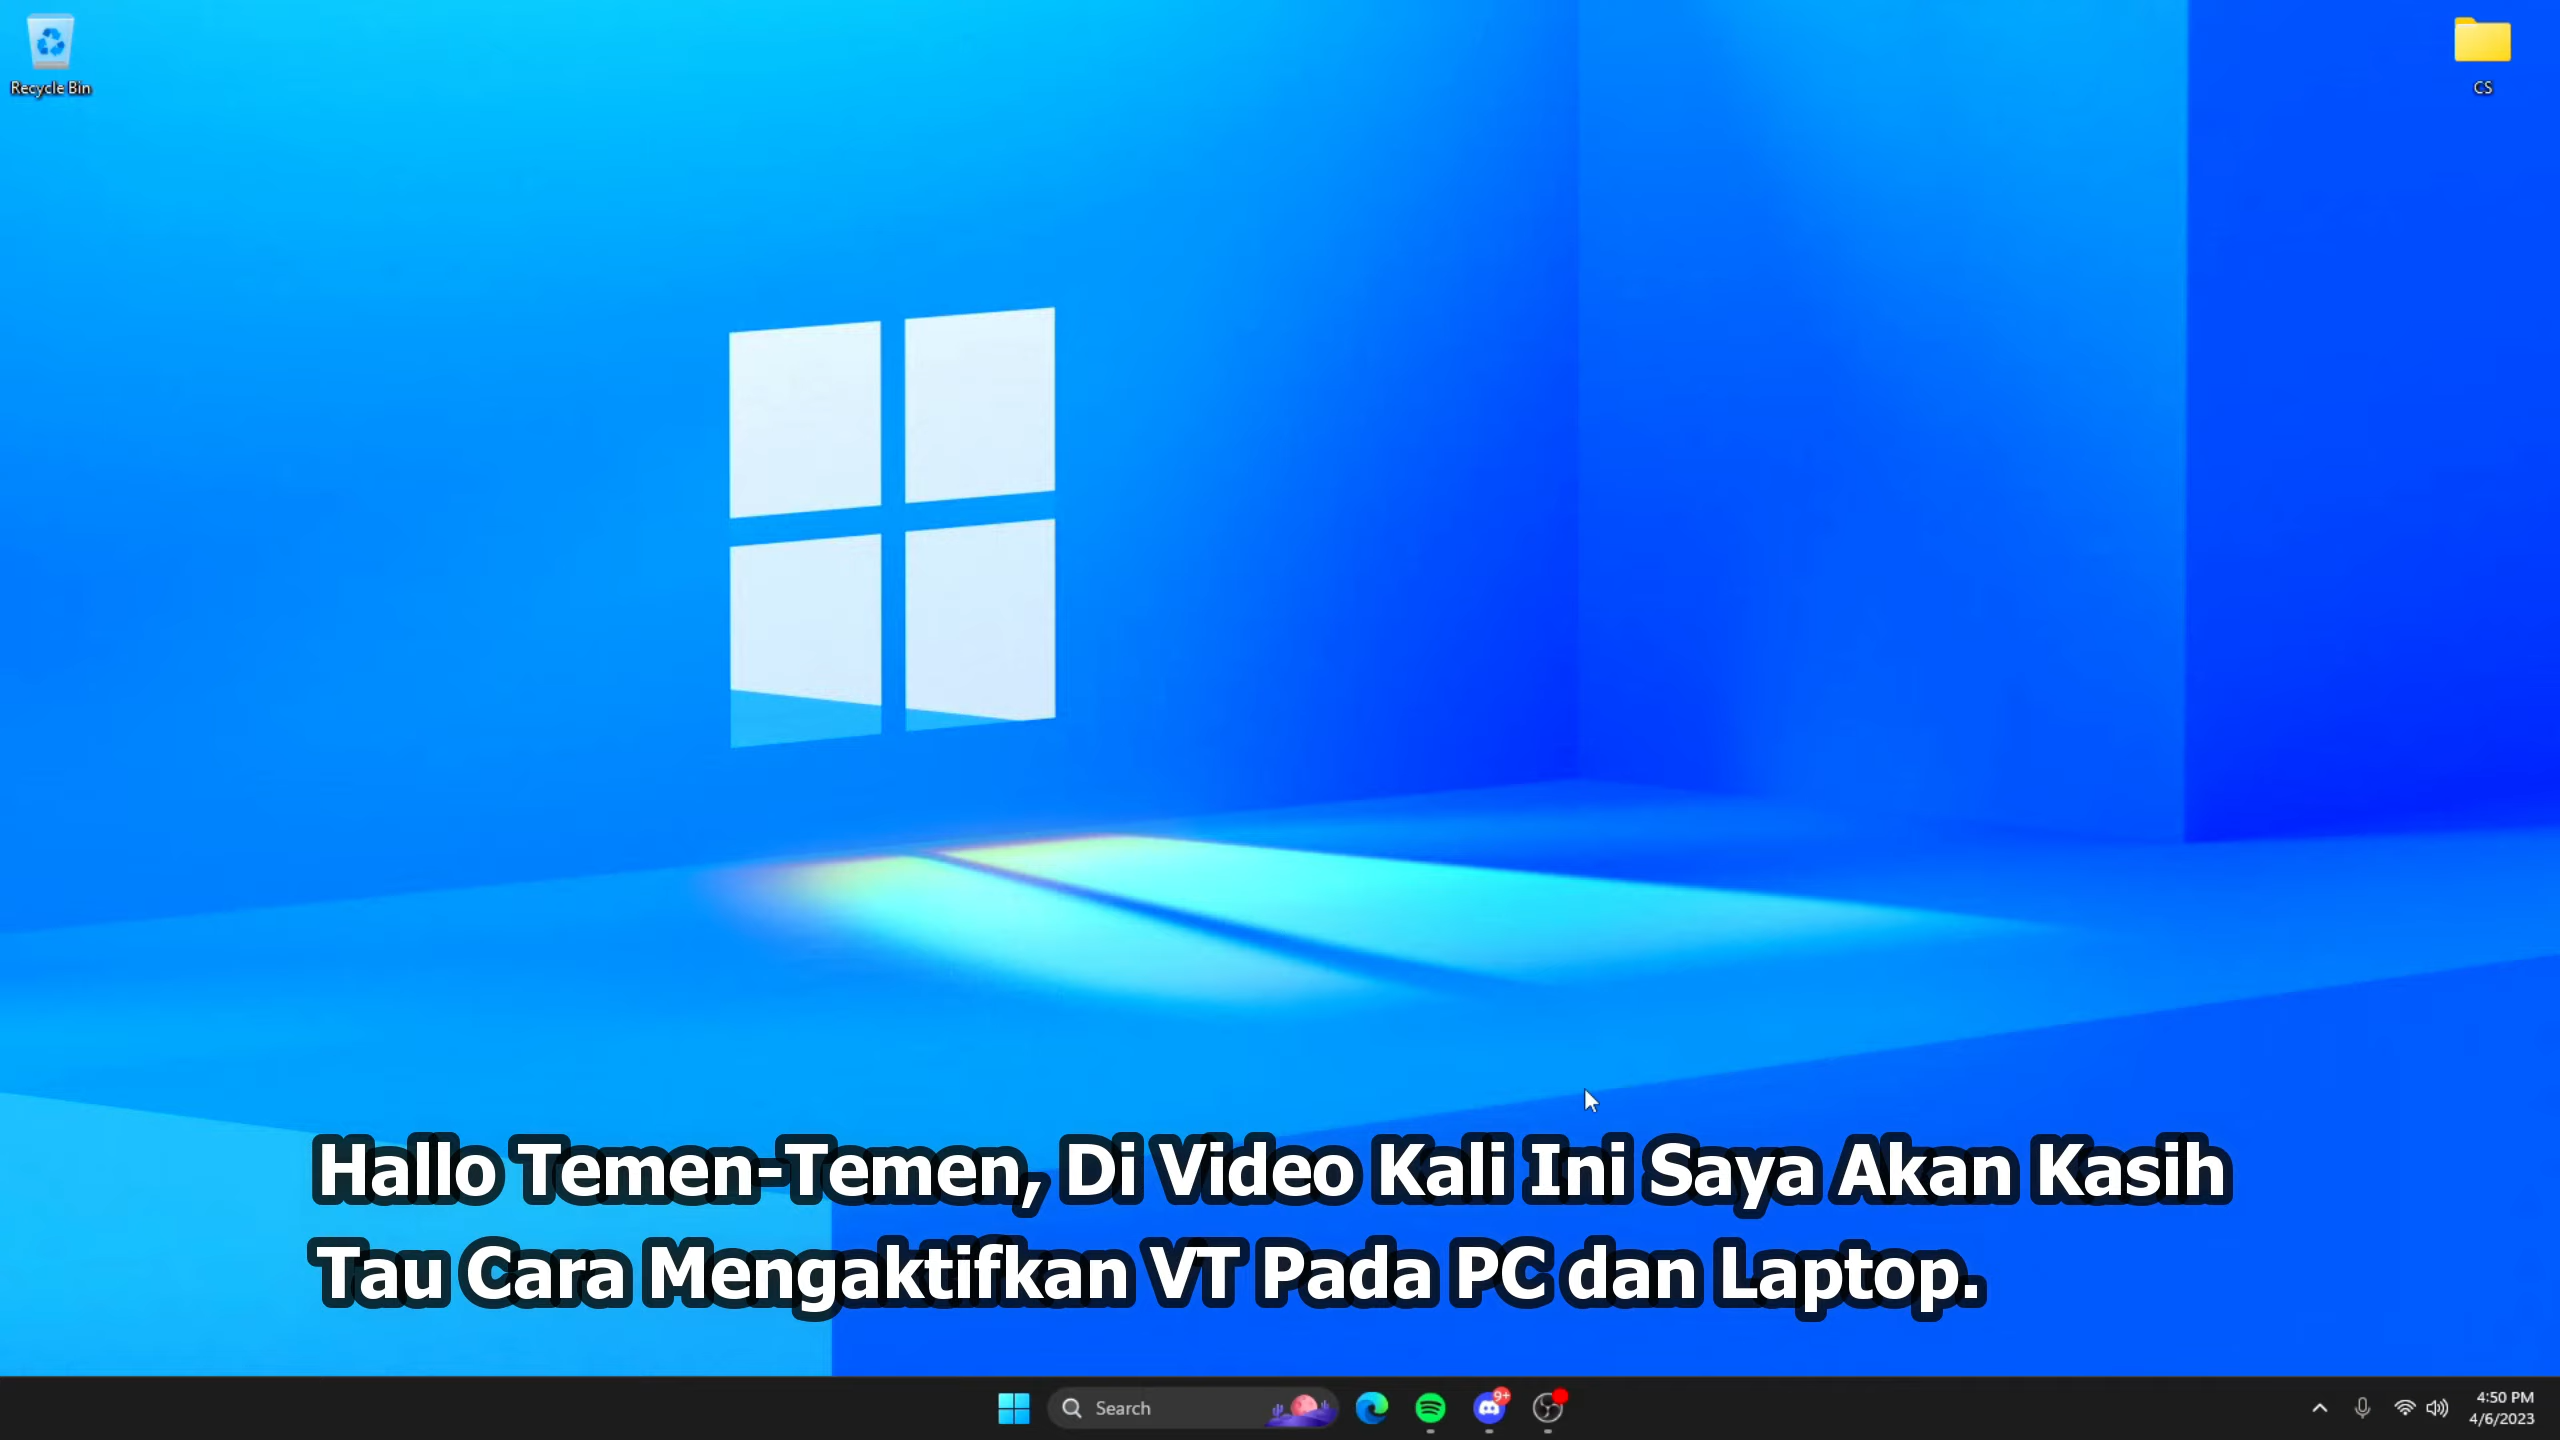 Recycle Bin
CS
Hallo Temen-Temen, Di Video Kali Ini Saya Akan Kasih
Tau Cara Mengaktifkan VT Pada PC dan Laptop.
Search
9+
4:50 PM
4/6/2023